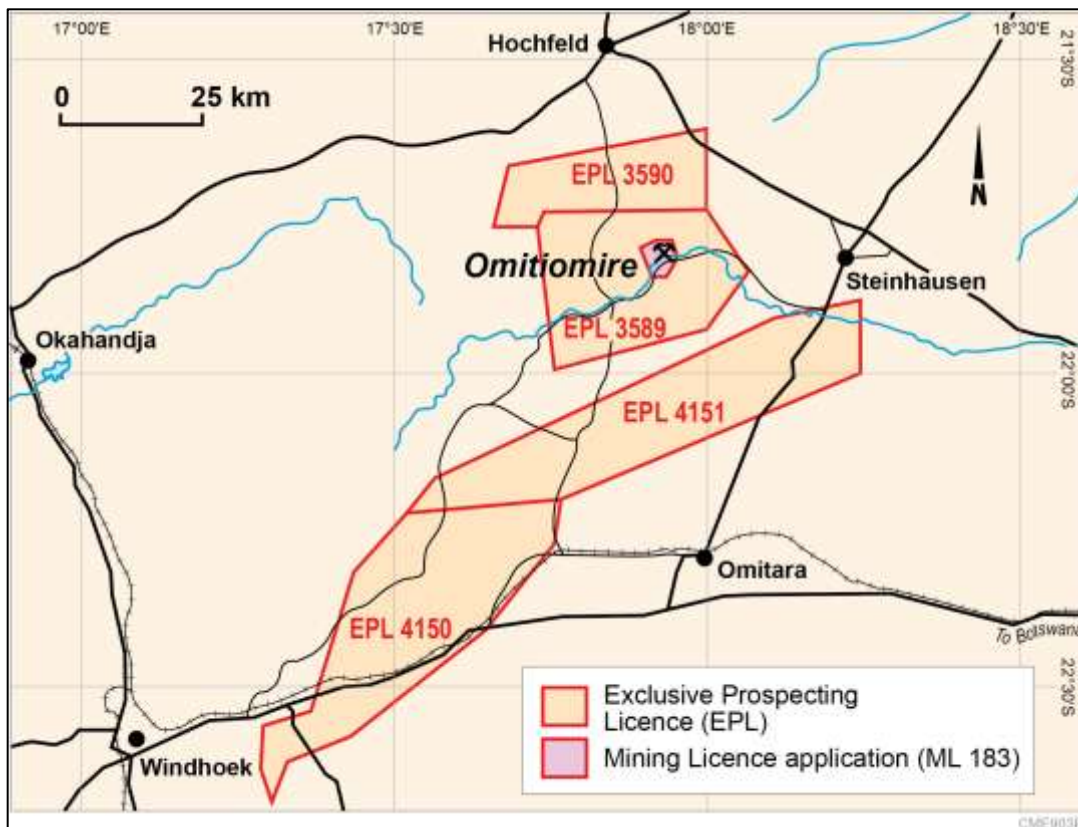 17°00'E
17°30'E
18°00'E
18°30'E
Hochfeld
21°30'S
0 25 km
EPL 3590
N
Omitiomire
Steinhausen
EPL 3589
Okahandja
22°00'S
EPL 4151
Omitara
EPL 4150
To Botswana
22°30'S
Exclusive Prospecting
Licence (EPL)
Mining Licence application (ML 183)
Windhoek